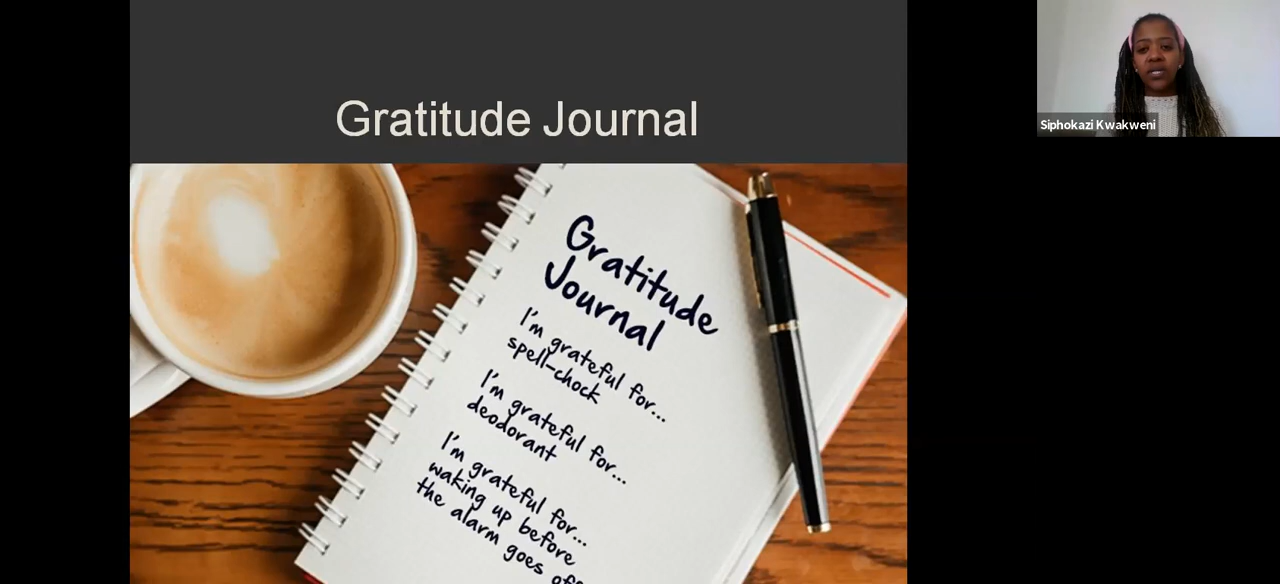 Gratitude Journal
Siphokazi Kwakweni
Gratitude
Journal
I'm grateful for...
spell-chock
I'm grateful for...
deodorant
I'm grateful for...
waking up before
the alarm goes off